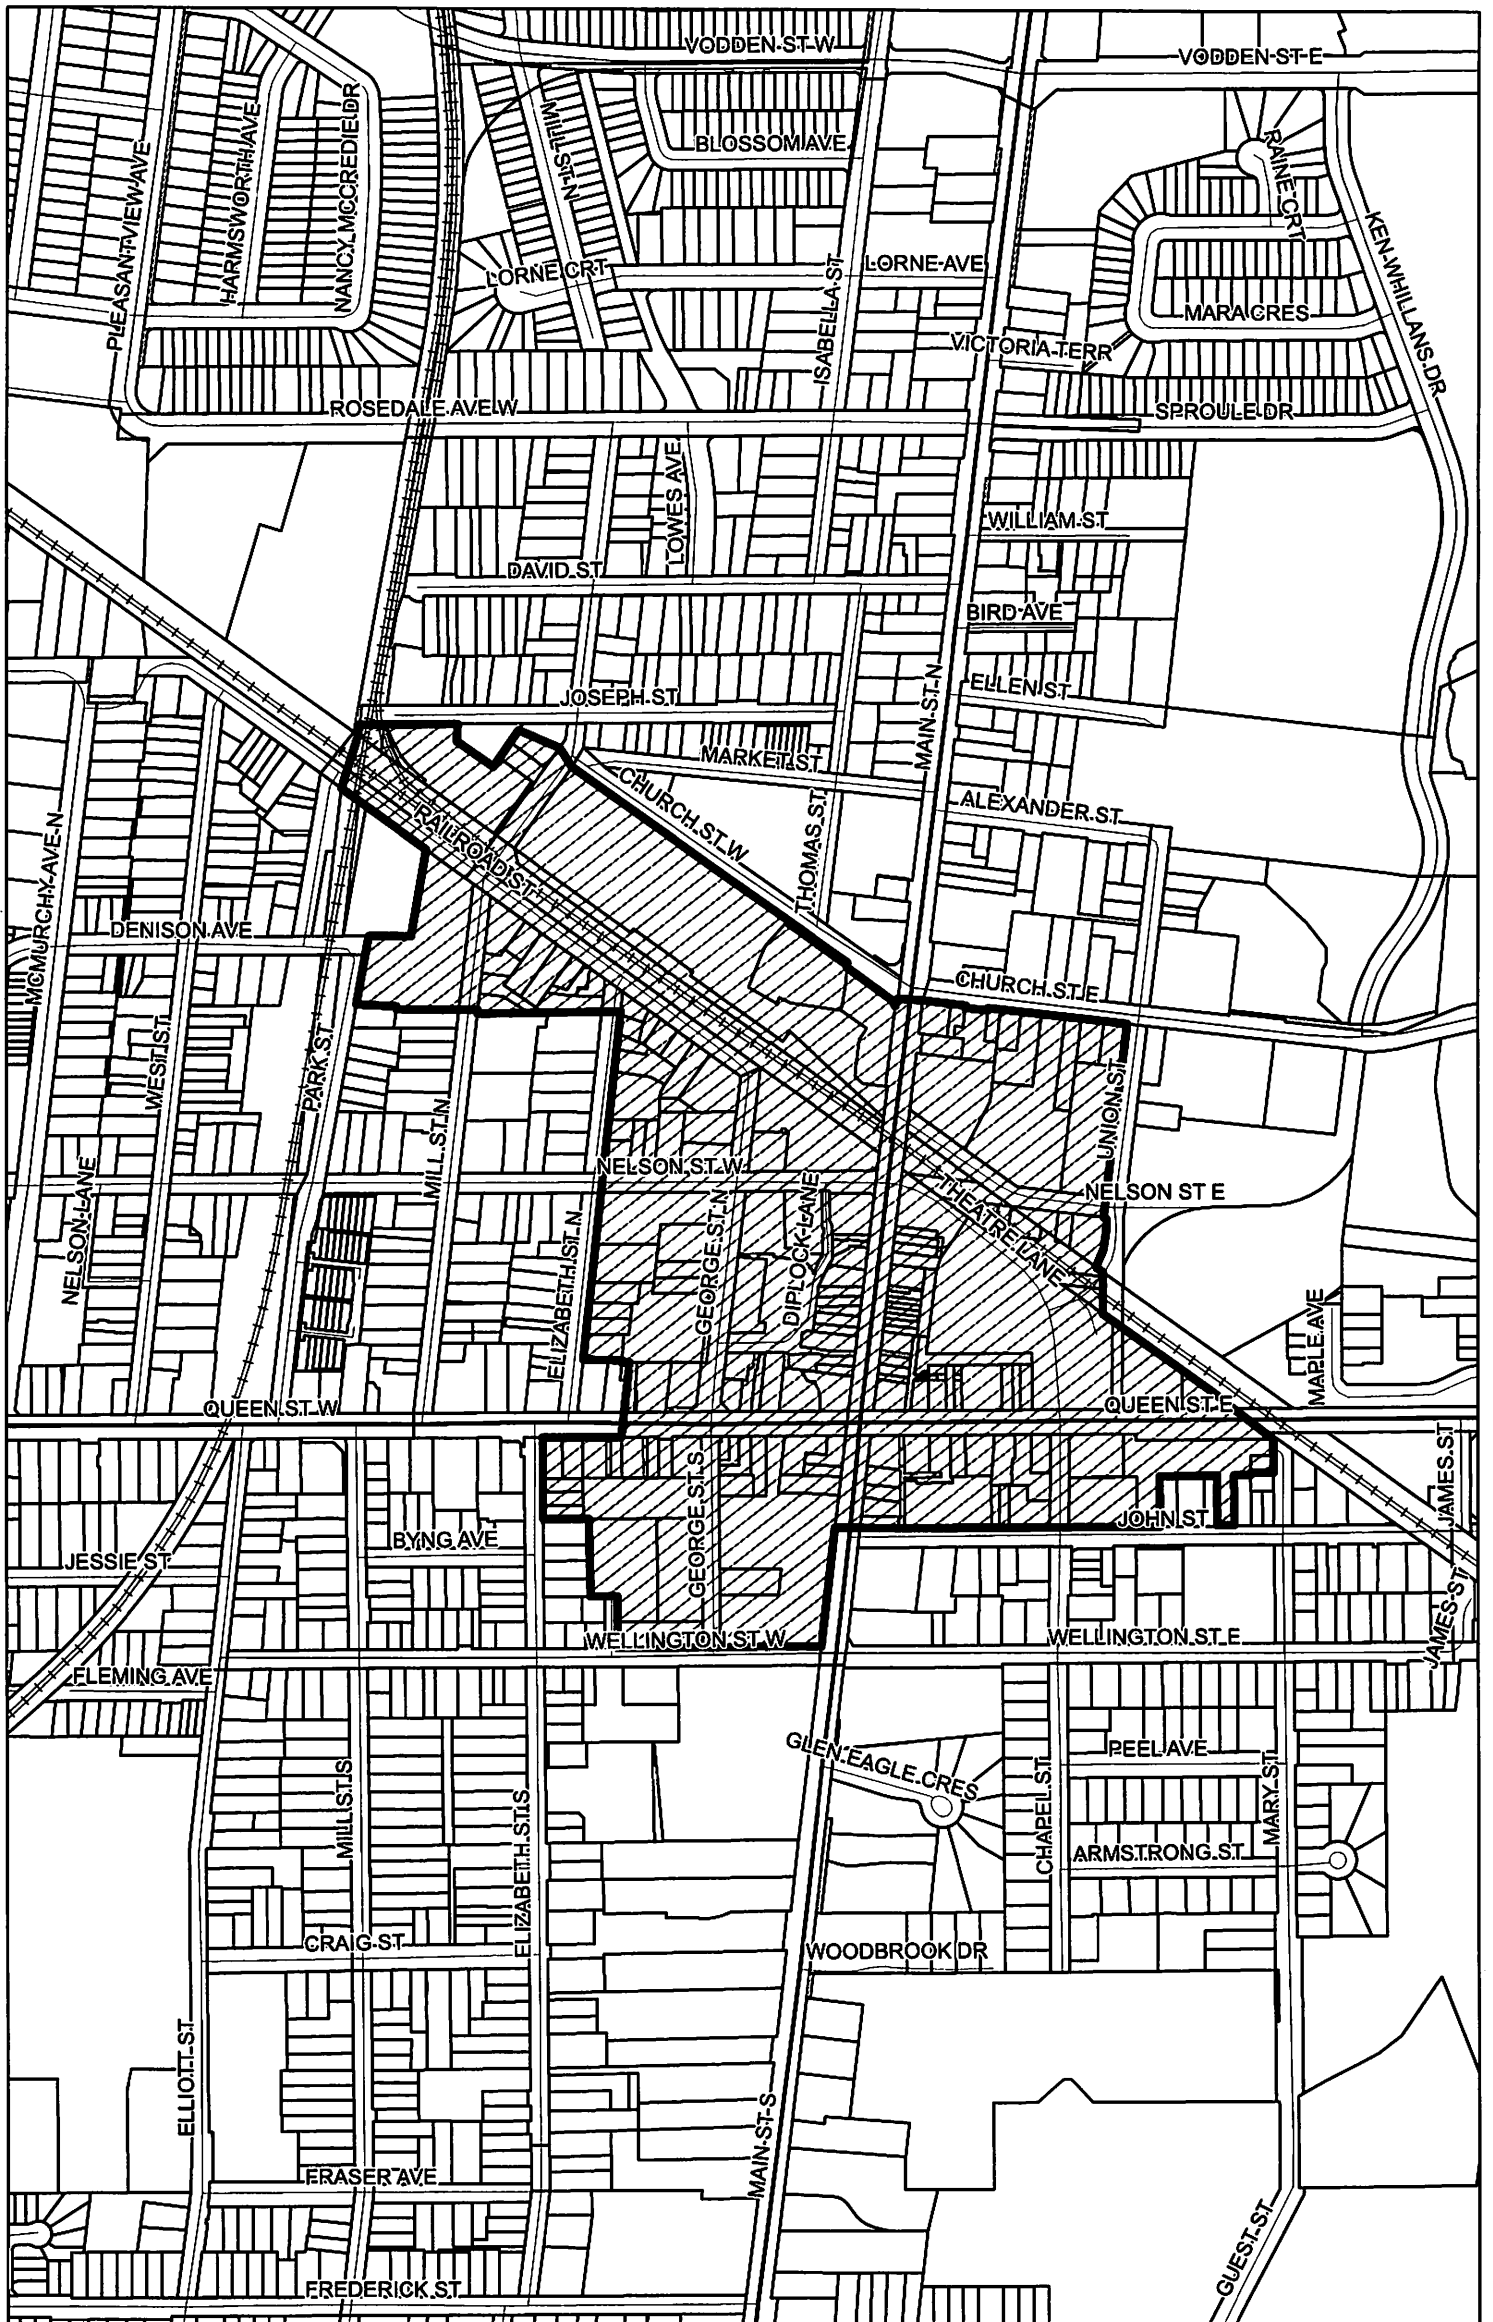 VODDEN ST W
VODDEN ST E
MILL ST N
BLOSSOM AVE
PLEASANTVIEW AVE
HARMSWORTH AVE
NANCY MCCREDIE DR
RAINE CRT
KEN WHILLANS DR
LORNE CRT
LORNE AVE
ISABELLA ST
MARA CRES
VICTORIA TERR
ROSEDALE AVE W
SPROULE DR
LOWES AVE
WILLIAM ST
DAVID ST
BIRD AVE
ELLEN ST
JOSEPH ST
MAIN ST N
MARKET ST
CHURCH ST W
ALEXANDER ST
RAILROAD ST
THOMAS ST
MCMURCHY AVE N
DENISON AVE
CHURCH ST E
WEST ST
PARK ST
UNION ST
MILL ST N
NELSON LANE
NELSON ST W
NELSON ST E
THEATRE LANE
GEORGE ST N
DIPLOCK LANE
ELIZABETH ST N
MAPLE AVE
QUEEN ST W
QUEEN ST E
JAMES ST
GEORGE ST S
JOHN ST
BYNG AVE
JESSIE ST
JAMES ST
WELLINGTON ST W
WELLINGTON ST E
FLEMING AVE
GLEN EAGLE CRES
PEEL AVE
MILL ST S
ELIZABETH ST S
CHAPEL ST
MARY ST
ARMSTRONG ST
CRAIG ST
WOODBROOK DR
ELLIOTT ST
MAIN ST S
FRASER AVE
GUEST ST
FREDERICK ST